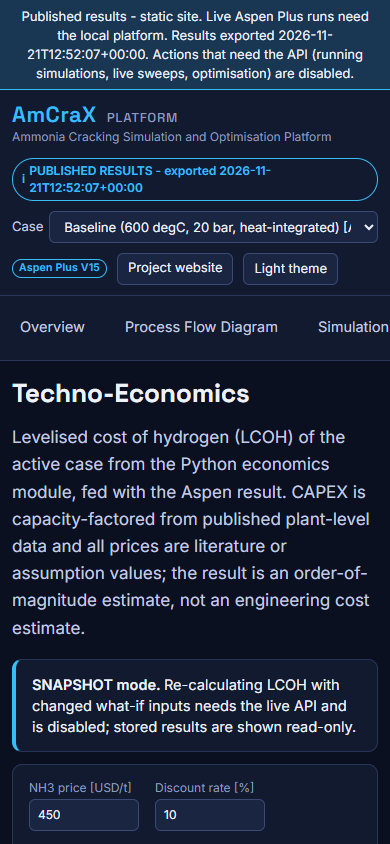 Published results - static site. Live Aspen Plus runs need
the local platform. Results exported 2026-11-
21T12:52:07+00:00. Actions that need the API (running
simulations, live sweeps, optimisation) are disabled.
AmCraX PLATFORM
Ammonia Cracking Simulation and Optimisation Platform
i PUBLISHED RESULTS - exported 2026-11-
21T12:52:07+00:00
Case Baseline (600 degC, 20 bar, heat-integrated) [
Aspen Plus V15 Project website Light theme
Overview Process Flow Diagram Simulation
Techno-Economics
Levelised cost of hydrogen (LCOH) of the
active case from the Python economics
module, fed with the Aspen result. CAPEX is
capacity-factored from published plant-level
data and all prices are literature or
assumption values; the result is an order-of-
magnitude estimate, not an engineering cost
estimate.
SNAPSHOT mode. Re-calculating LCOH with
changed what-if inputs needs the live API and
is disabled; stored results are shown read-only.
NH3 price [USD/t] Discount rate [%]
450 10